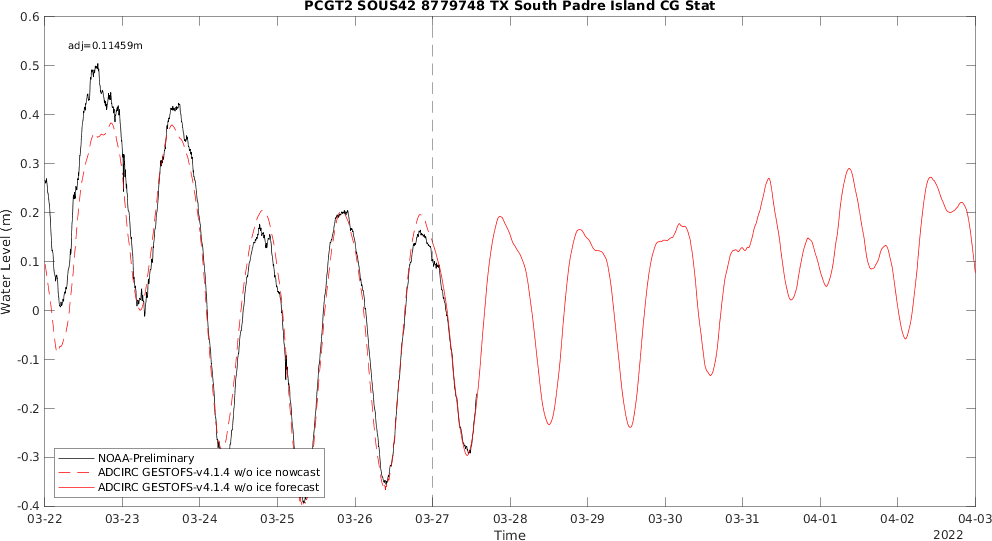 PCGT2 SOUS42 8779748 TX South Padre Island CG Stat
0.6
adj=0.11459m
0.5
0.4
0.3
0.2
0.1
0
-0.1
-0.2
-0.3
-0.4
Water Level (m)
NOAA-Preliminary
ADCIRC GESTOFS-v4.1.4 w/o ice nowcast
ADCIRC GESTOFS-v4.1.4 w/o ice forecast
03-22 03-23 03-24 03-25 03-26 03-27 03-28 03-29 03-30 03-31 04-01 04-02 04-03
Time
2022